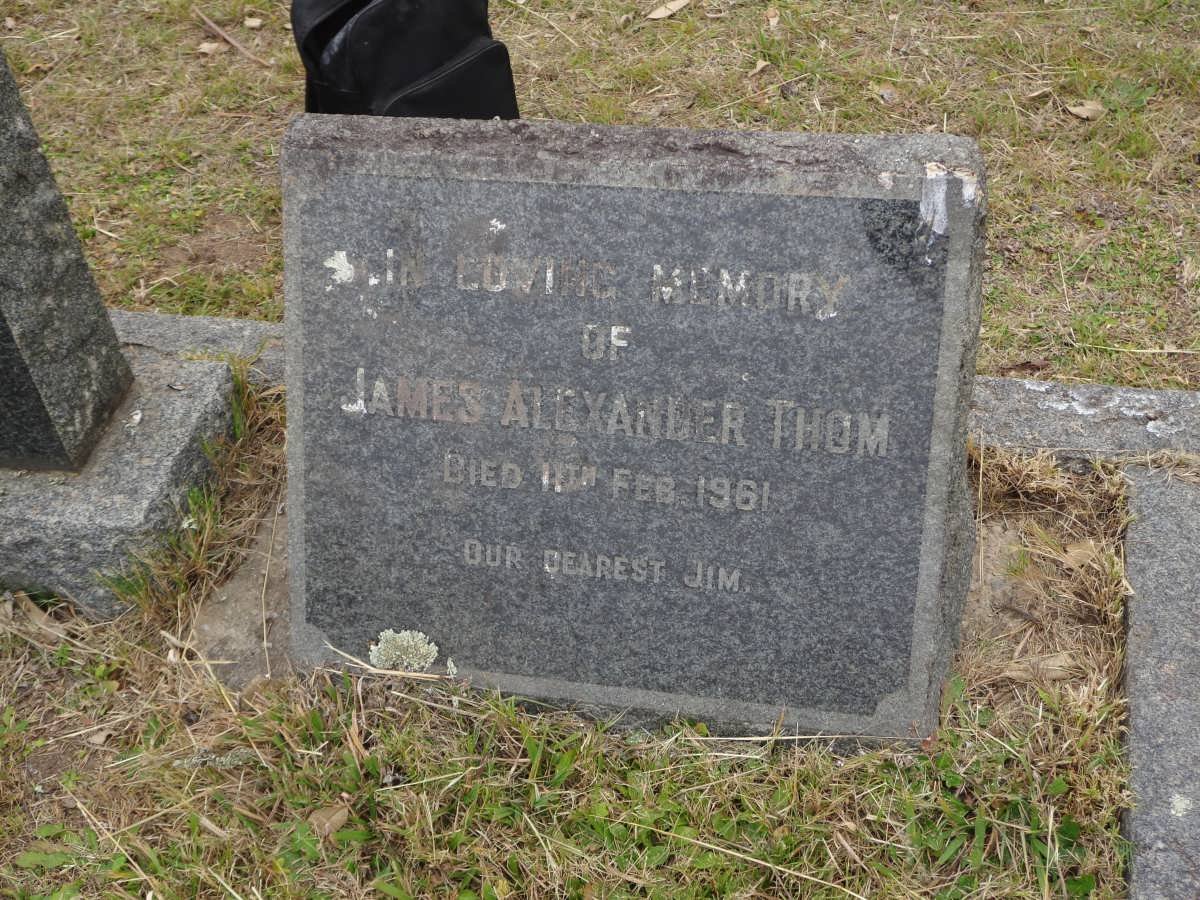 IN LOVING MEMORY
OF
JAMES ALEXANDER THOM
DIED 11TH FEB. 1961.
OUR DEAREST JIM.